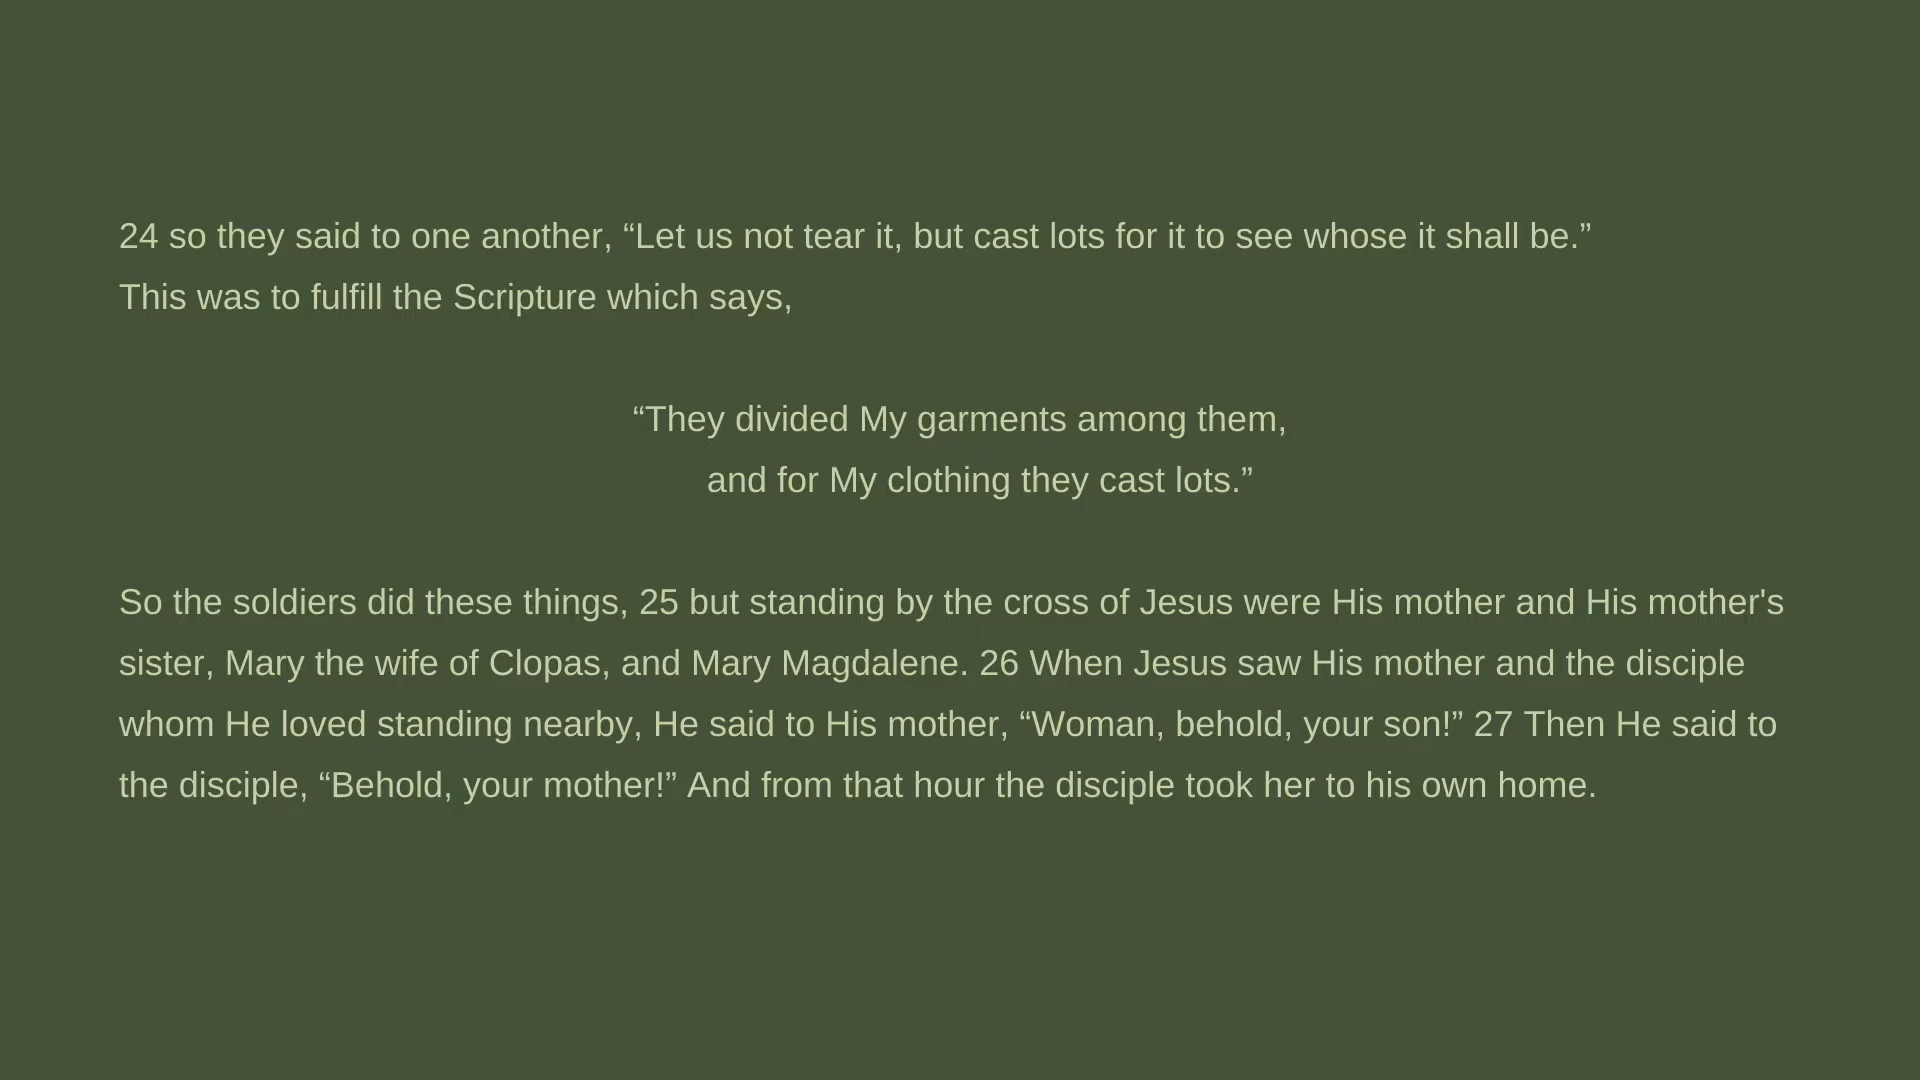 24 so they said to one another, “Let us not tear it, but cast lots for it to see whose it shall be.”
This was to fulfill the Scripture which says,
“They divided My garments among them,
and for My clothing they cast lots.”
So the soldiers did these things, 25 but standing by the cross of Jesus were His mother and His mother's
sister, Mary the wife of Clopas, and Mary Magdalene. 26 When Jesus saw His mother and the disciple
whom He loved standing nearby, He said to His mother, “Woman, behold, your son!” 27 Then He said to
the disciple, “Behold, your mother!” And from that hour the disciple took her to his own home.